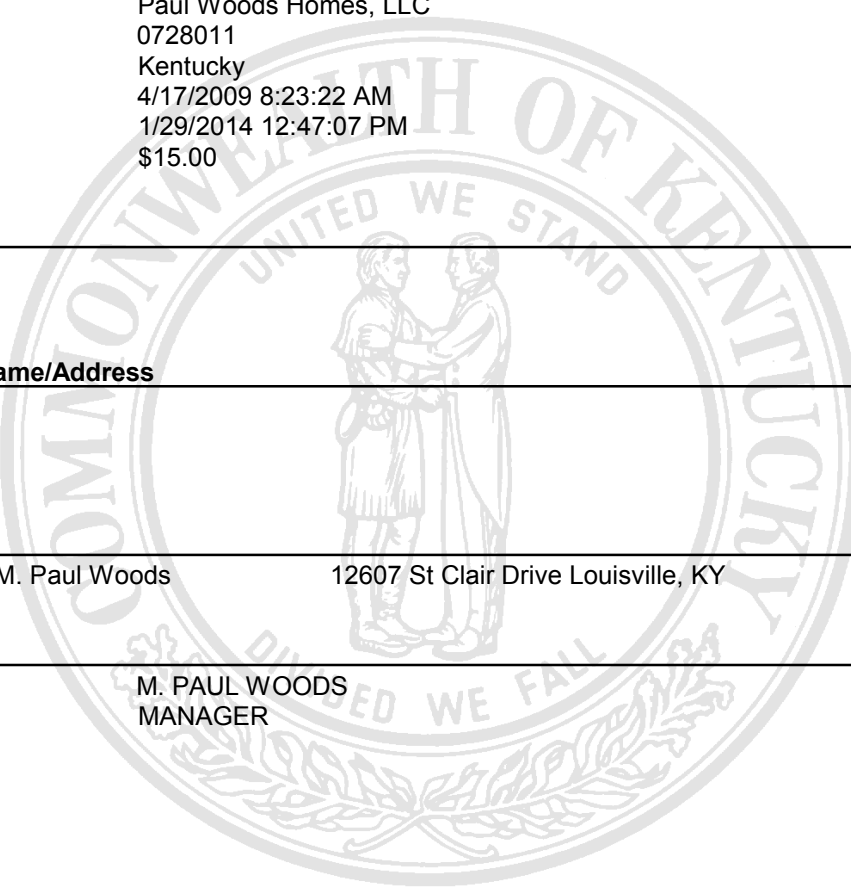 Paul Woods Homes, LLC
0728011
Kentucky
4/17/2009 8:23:22 AM
1/29/2014 12:47:07 PM
$15.00
COMMONWEALTH OF KENTUCKY
UNITED WE STAND
ame/Address
M. Paul Woods 12607 St Clair Drive Louisville, KY
DIVIDED WE FALL
M. PAUL WOODS
MANAGER